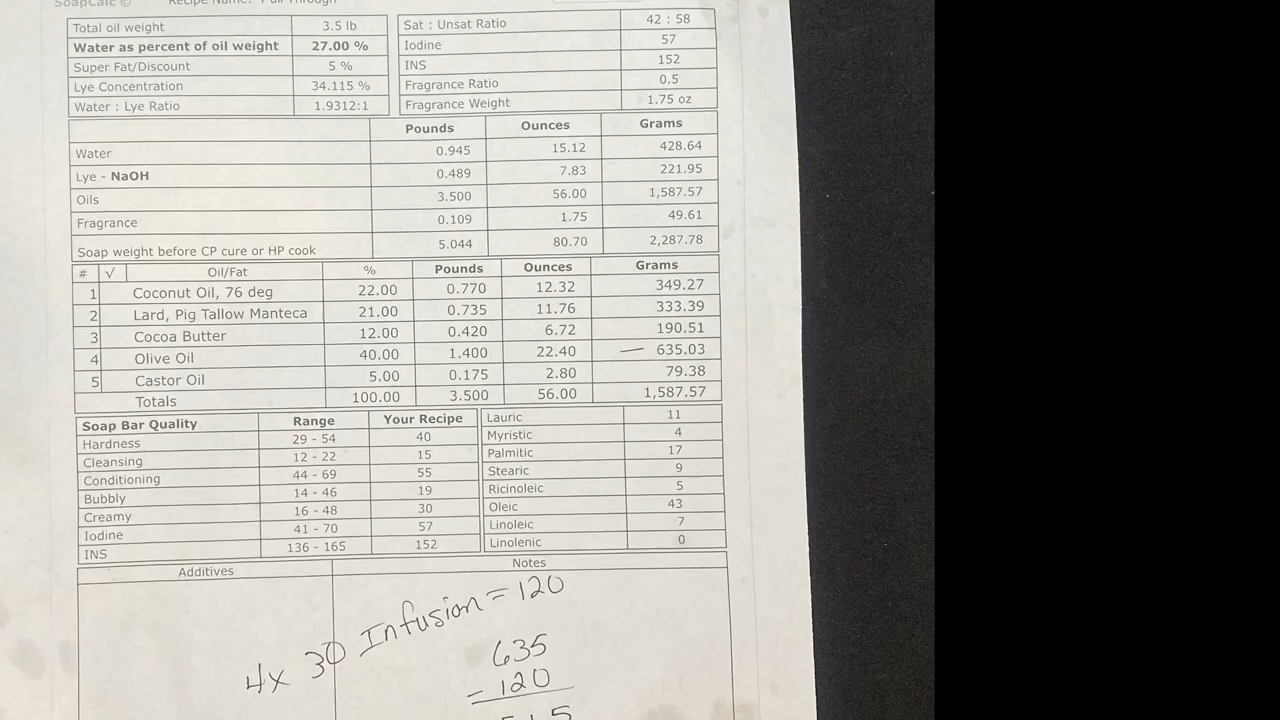 SoapCalc © Recipe Name:
Total oil weight 3.5 lb
Water as percent of oil weight 27.00 %
Super Fat/Discount 5 %
Lye Concentration 34.115 %
Water : Lye Ratio 1.9312:1
Sat : Unsat Ratio 42 : 58
Iodine 57
INS 152
Fragrance Ratio 0.5
Fragrance Weight 1.75 oz
Pounds Ounces Grams
Water 0.945 15.12 428.64
Lye - NaOH 0.489 7.83 221.95
Oils 3.500 56.00 1,587.57
Fragrance 0.109 1.75 49.61
Soap weight before CP cure or HP cook 5.044 80.70 2,287.78
# √ Oil/Fat % Pounds Ounces Grams
1 Coconut Oil, 76 deg 22.00 0.770 12.32 349.27
2 Lard, Pig Tallow Manteca 21.00 0.735 11.76 333.39
3 Cocoa Butter 12.00 0.420 6.72 190.51
4 Olive Oil 40.00 1.400 22.40 — 635.03
5 Castor Oil 5.00 0.175 2.80 79.38
Totals 100.00 3.500 56.00 1,587.57
Soap Bar Quality Range Your Recipe
Hardness 29 - 54 40
Cleansing 12 - 22 15
Conditioning 44 - 69 55
Bubbly 14 - 46 19
Creamy 16 - 48 30
Iodine 41 - 70 57
INS 136 - 165 152
Lauric 11
Myristic 4
Palmitic 17
Stearic 9
Ricinoleic 5
Oleic 43
Linoleic 7
Linolenic 0
Additives Notes
4x 30 Infusion = 120
635
- 120
515